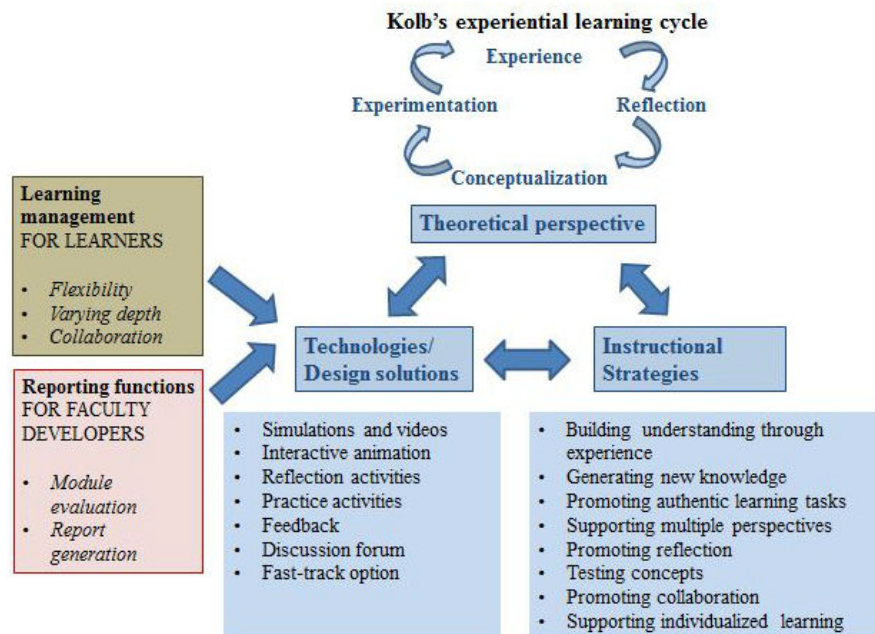 Kolb's experiential learning cycle
Experience
Experimentation
Reflection
Conceptualization
Theoretical perspective
Learning
management
FOR LEARNERS
• Flexibility
• Varying depth
• Collaboration
Reporting functions
FOR FACULTY
DEVELOPERS
• Module
evaluation
• Report
generation
Technologies/
Design solutions
• Simulations and videos
• Interactive animation
• Reflection activities
• Practice activities
• Feedback
• Discussion forum
• Fast-track option
Instructional
Strategies
• Building understanding through
experience
• Generating new knowledge
• Promoting authentic learning tasks
• Supporting multiple perspectives
• Promoting reflection
• Testing concepts
• Promoting collaboration
• Supporting individualized learning